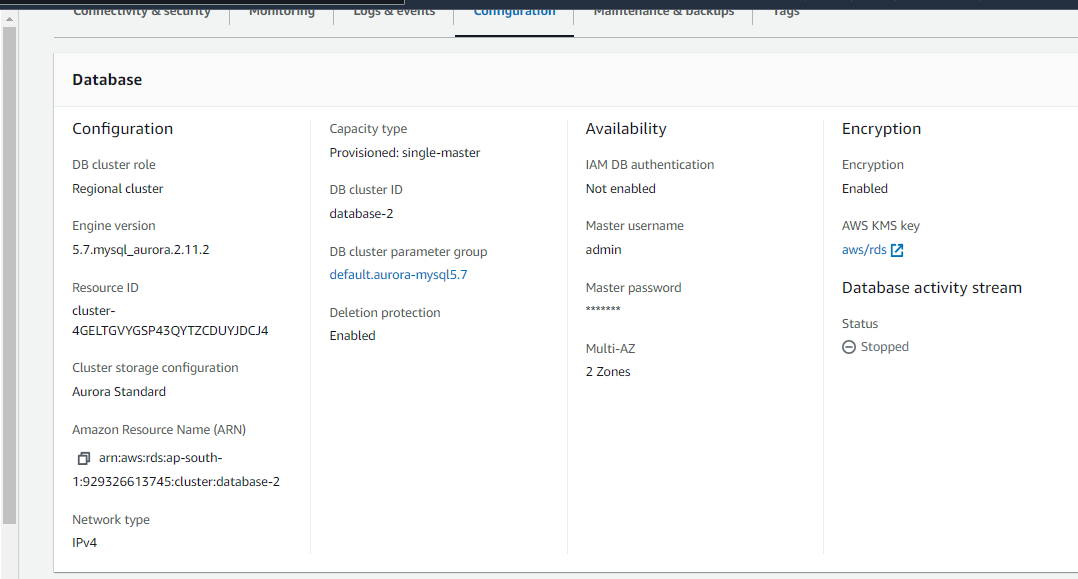 Connectivity & security
Monitoring
Logs & events
Configuration
Maintenance & backups
Tags
Database
Configuration
DB cluster role
Regional cluster
Engine version
5.7.mysql_aurora.2.11.2
Resource ID
cluster-
4GELTGVYGSP43QYTZCDUYJDCJ4
Cluster storage configuration
Aurora Standard
Amazon Resource Name (ARN)
arn:aws:rds:ap-south-
1:929326613745:cluster:database-2
Network type
IPv4
Capacity type
Provisioned: single-master
DB cluster ID
database-2
DB cluster parameter group
default.aurora-mysql5.7
Deletion protection
Enabled
Availability
IAM DB authentication
Not enabled
Master username
admin
Master password
*******
Multi-AZ
2 Zones
Encryption
Encryption
Enabled
AWS KMS key
aws/rds
Database activity stream
Status
Stopped